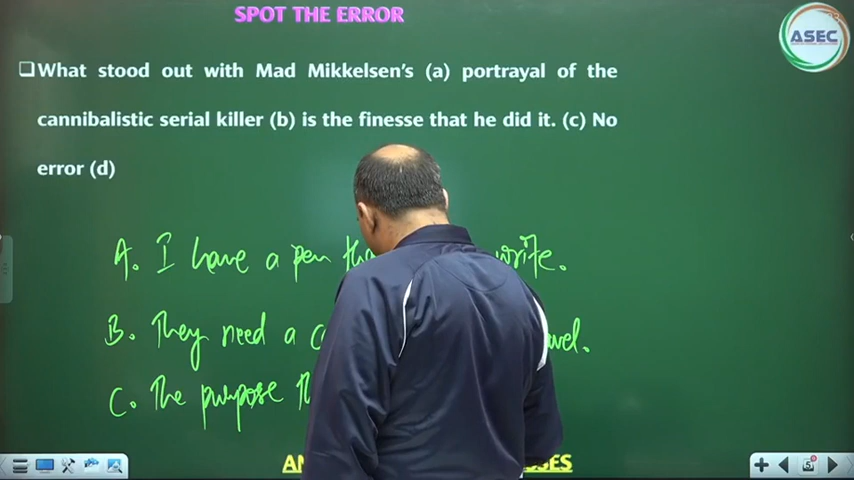 SPOT THE ERROR
ASEC
❑What stood out with Mad Mikkelsen's (a) portrayal of the
cannibalistic serial killer (b) is the finesse that he did it. (c) No
error (d)
A. I have a pen write.
B. They need a
C. The purpose